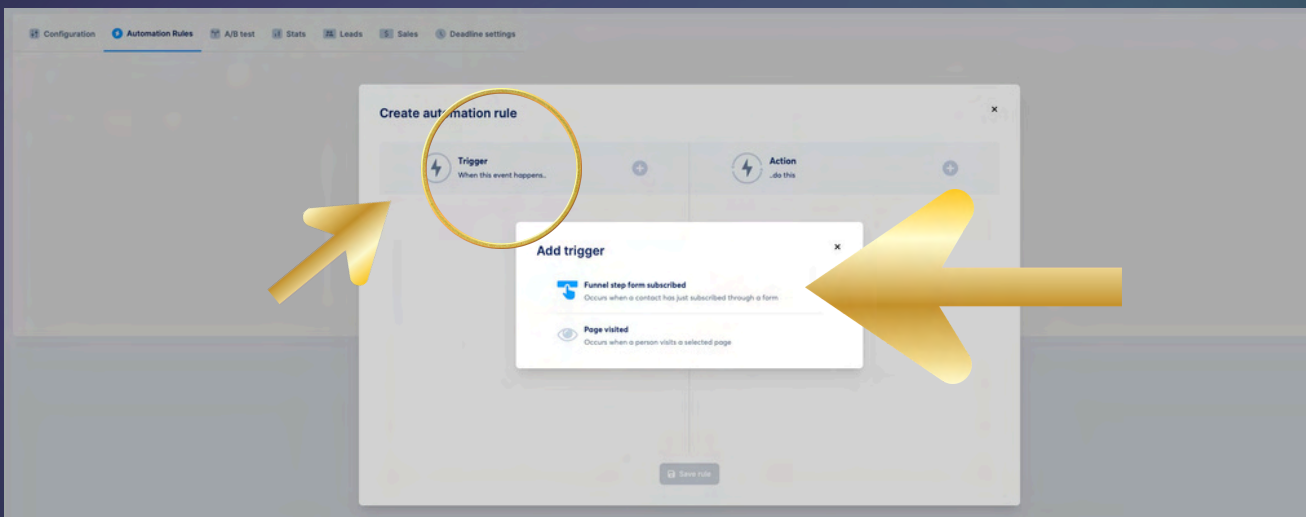 Configuration Automation Rules A/B test Stats Leads Sales Deadline settings
Create automation rule
Trigger
When this event happens..
Action
..do this
Add trigger
Funnel step form subscribed
Occurs when a contact has just subscribed through a form
Page visited
Occurs when a person visits a selected page
Save rule